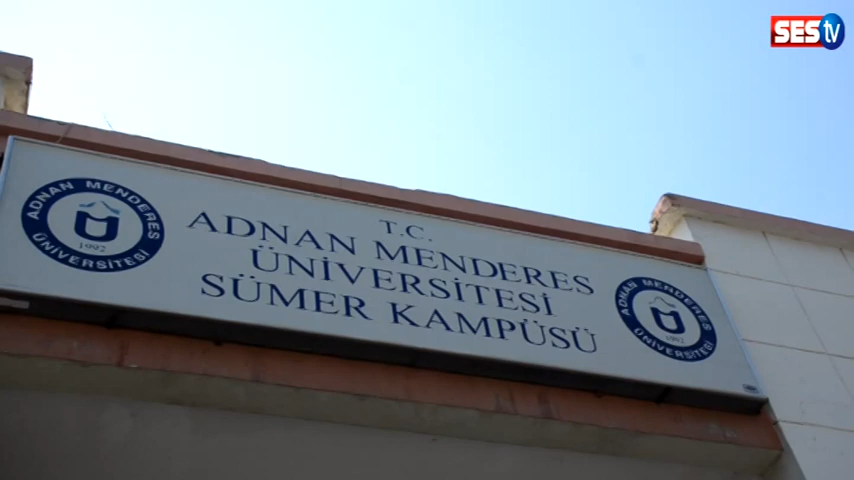 SES tv
T.C.
ADNAN MENDERES
ÜNİVERSİTESİ
SÜMER KAMPÜSÜ
ADNAN MENDERES
1992
ÜNİVERSİTESİ
ADNAN MENDERES
1992
ÜNİVERSİTESİ